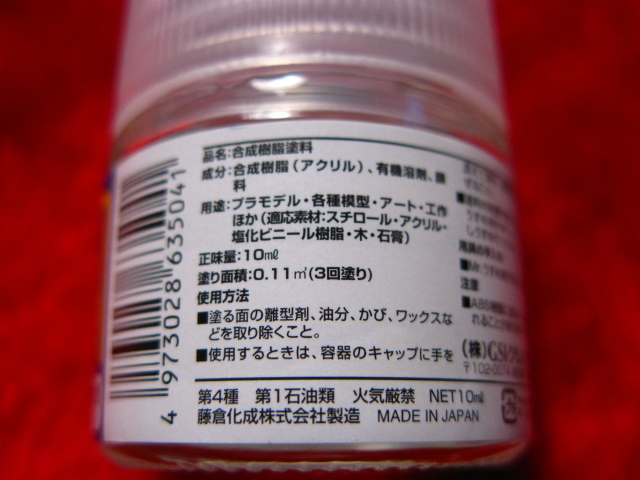 品名:合成樹脂塗料
成分:合成樹脂(アクリル)、有機溶剤、顔
料
用途:プラモデル・各種模型・アート・工作
ほか(適応素材:スチロール・アクリル・
塩化ビニール樹脂・木・石膏)
正味量:10mℓ
塗り面積:0.11㎡(3回塗り)
使用方法
■塗る面の離型剤、油分、かび、ワックスな
どを取り除くこと。
■使用するときは、容器のキャップに手を
第4種 第1石油類 火気厳禁 NET10mℓ
藤倉化成株式会社製造 MADE IN JAPAN
4 973028 635041
注意
(株)GSI
〒102-00